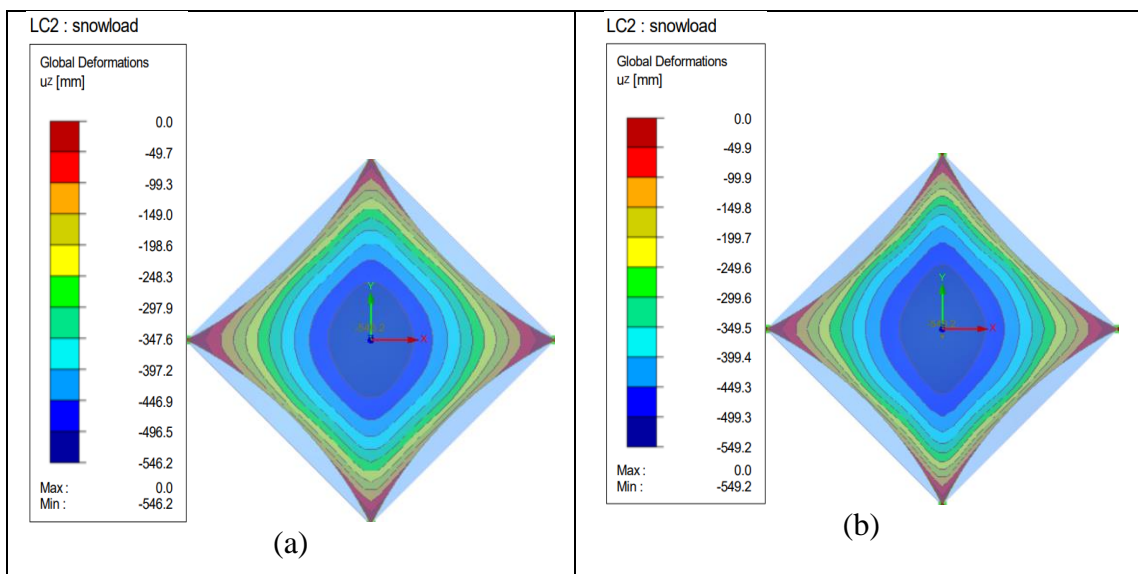 LC2 : snowload
Global Deformations
uz [mm]
0.0
-49.7
-99.3
-149.0
-198.6
-248.3
-297.9
-347.6
-397.2
-446.9
-496.5
-546.2
Max : 0.0
Min : -546.2
Y
X
(a)
LC2 : snowload
Global Deformations
uz [mm]
0.0
-49.9
-99.9
-149.8
-199.7
-249.6
-299.6
-349.5
-399.4
-449.3
-499.3
-549.2
Max : 0.0
Min : -549.2
Y
X
(b)